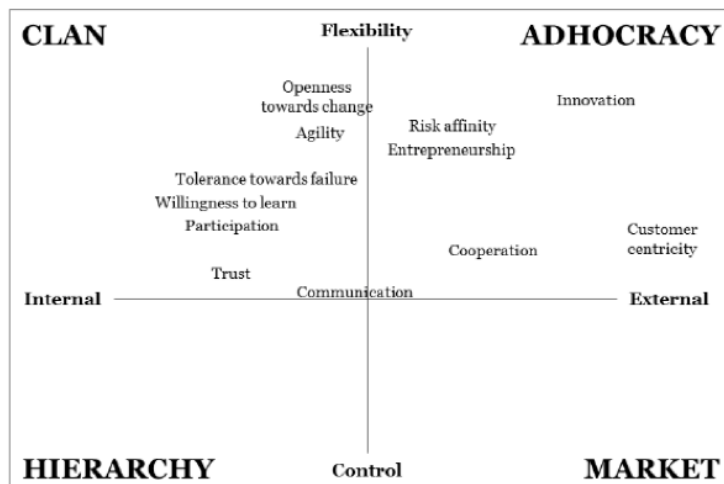 CLAN
Flexibility
ADHOCRACY
Openness
towards change
Innovation
Agility
Risk affinity
Entrepreneurship
Tolerance towards failure
Willingness to learn
Participation
Customer
centricity
Cooperation
Trust
Communication
Internal
External
HIERARCHY
Control
MARKET